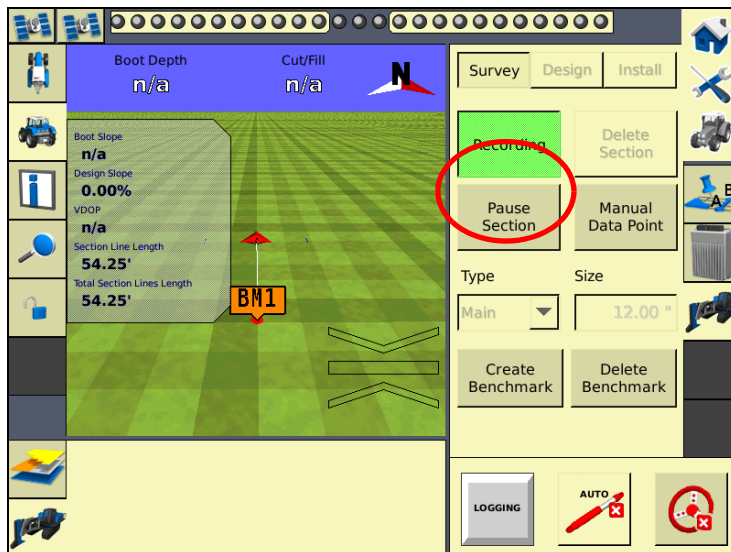 Boot Depth
n/a
Cut/Fill
n/a
N
Boot Slope
n/a
Design Slope
0.00%
VDOP
n/a
Section Line Length
54.25'
Total Section Lines Length
54.25'
BM1
Survey
Design
Install
Recording
Delete
Section
Pause
Section
Manual
Data Point
Type
Size
Main
12.00 "
Create
Benchmark
Delete
Benchmark
LOGGING
AUTO
A
B